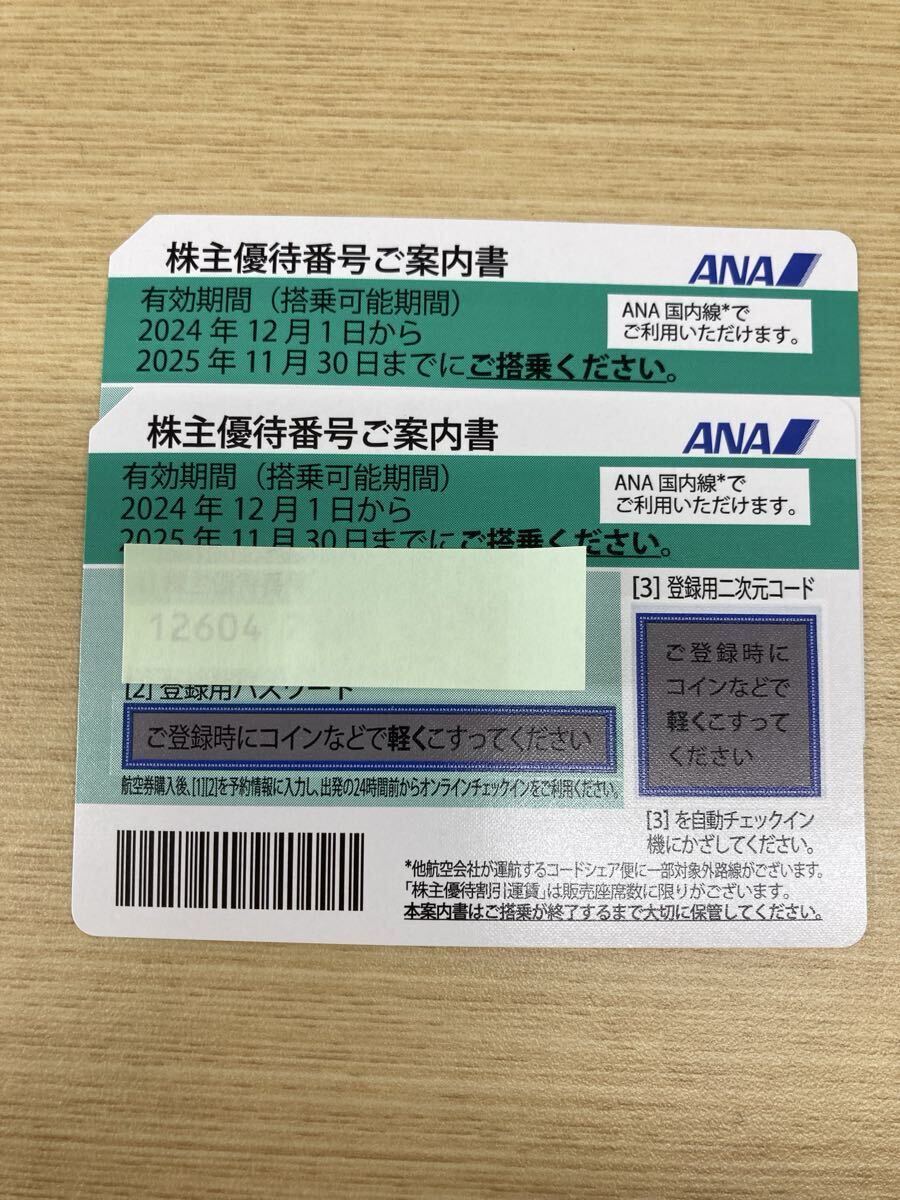 株主優待番号ご案内書
ANA
有効期間（搭乗可能期間）
2024年12月1日から
2025年11月30日までにご搭乗ください。
ANA国内線*で
ご利用いただけます。
株主優待番号ご案内書
ANA
有効期間（搭乗可能期間）
2024年12月1日から
2025年11月30日までにご搭乗ください。
ANA国内線*で
ご利用いただけます。
12604
[2]登録用パスワード
ご登録時にコインなどで軽くこすってください
航空券購入後、[1][2]を予約情報に入力し、出発の24時間前からオンラインチェックインをご利用ください。
[3]登録用二次元コード
ご登録時に
コインなどで
軽くこすって
ください
[3]を自動チェックイン
機にかざしてください。
*他航空会社が運航するコードシェア便に一部対象外路線がございます。
「株主優待割引運賃」は販売座席数に限りがございます。
本案内書はご搭乗が終了するまで大切に保管してください。